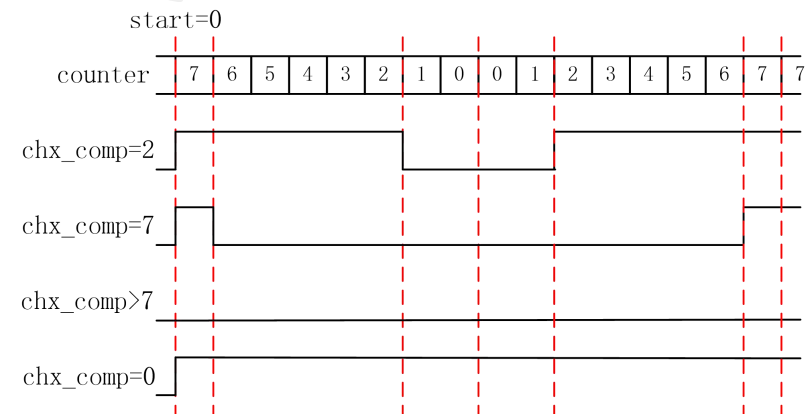 start=0
counter 7 6 5 4 3 2 1 0 0 1 2 3 4 5 6 7 7
chx_comp=2
chx_comp=7
chx_comp>7
chx_comp=0